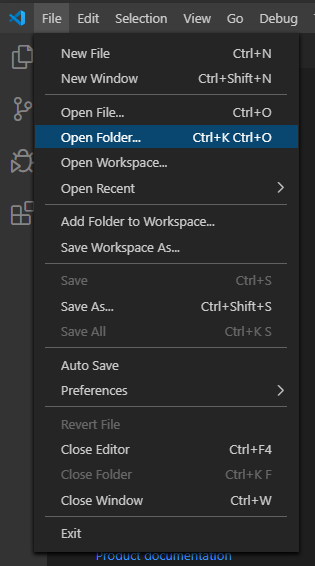 File Edit Selection View Go Debug
New File Ctrl+N
New Window Ctrl+Shift+N
Open File... Ctrl+O
Open Folder... Ctrl+K Ctrl+O
Open Workspace...
Open Recent
Add Folder to Workspace...
Save Workspace As...
Save Ctrl+S
Save As... Ctrl+Shift+S
Save All Ctrl+K S
Auto Save
Preferences
Revert File
Close Editor Ctrl+F4
Close Folder Ctrl+K F
Close Window Ctrl+W
Exit
Product documentation